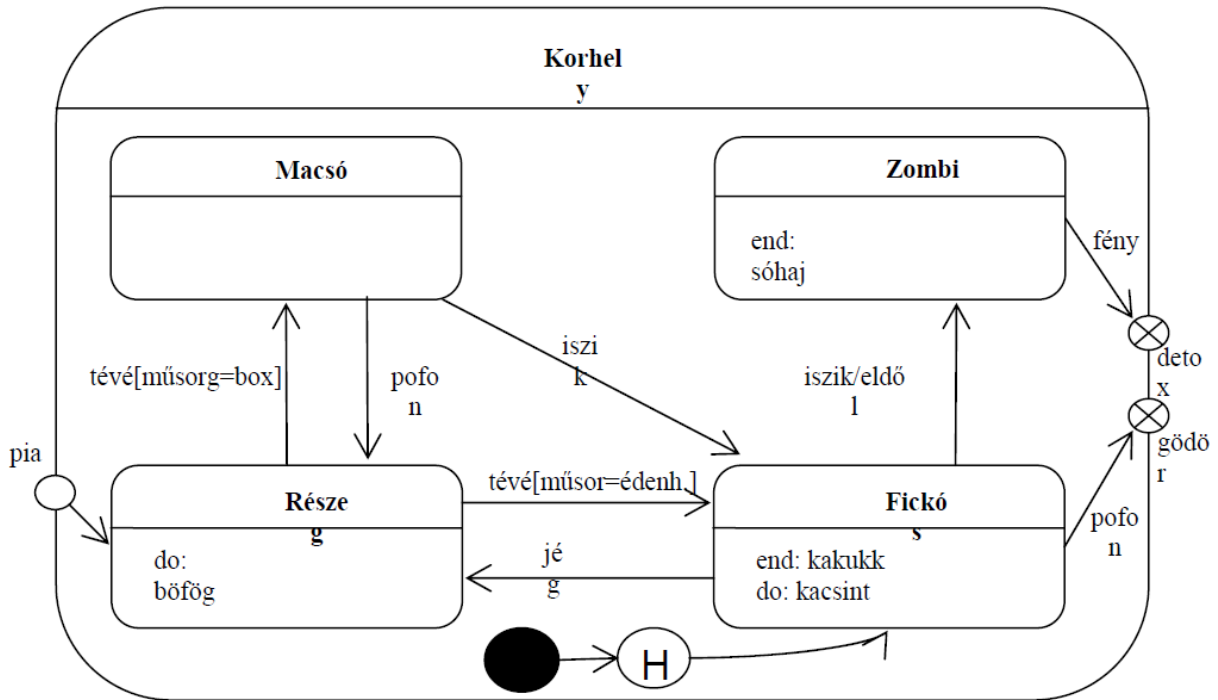 Korhel
y
Macsó
Zombi
end:
sóhaj
fény
tévé[műsorg=box]
pofo
n
iszi
k
iszik/eldő
l
deto
x
gödö
r
pia
Része
g
do:
böfög
tévé[műsor=édenh.]
jé
g
Fickó
s
end: kakukk
do: kacsint
pofo
n
H